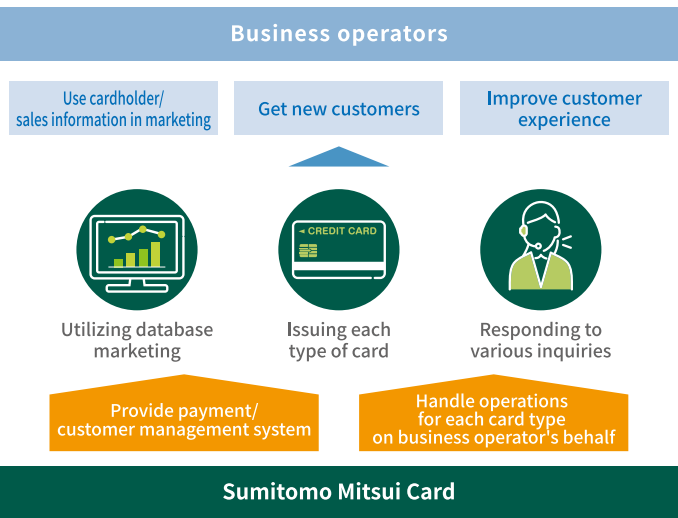 Business operators
Use cardholder/
sales information in marketing
Get new customers
Improve customer
experience
◄ CREDIT CARD
Utilizing database
marketing
Issuing each
type of card
Responding to
various inquiries
Provide payment/
customer management system
Handle operations
for each card type
on business operator's behalf
Sumitomo Mitsui Card